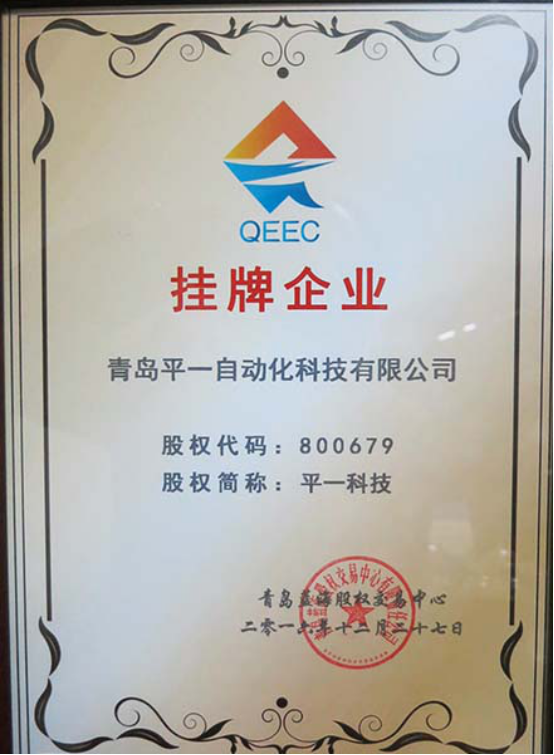 QEEC
挂牌企业
青岛平一自动化科技有限公司
股权代码：800679
股权简称：平一科技
青岛蓝海股权交易中心
二零一六年十二月二十七日